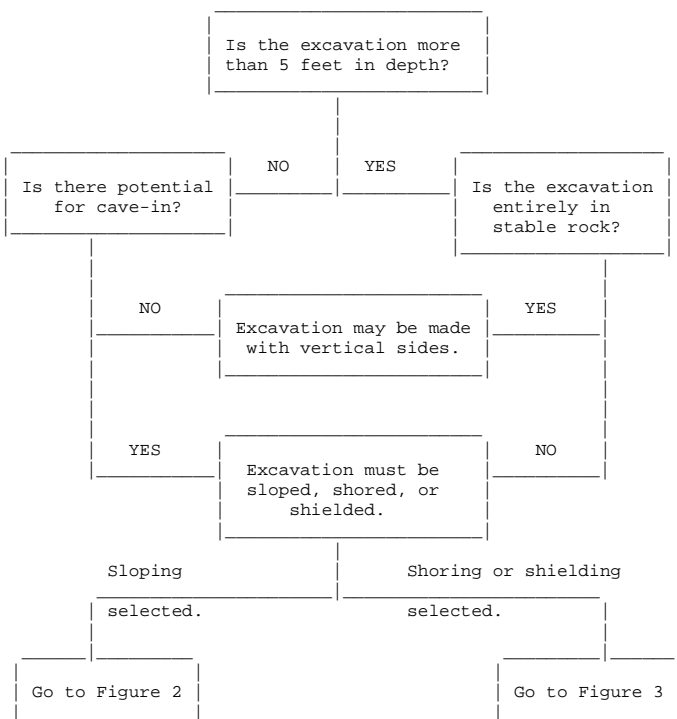 Is the excavation more
than 5 feet in depth?
NO YES
Is there potential
for cave-in?
Is the excavation
entirely in
stable rock?
NO YES
Excavation may be made
with vertical sides.
YES NO
Excavation must be
sloped, shored, or
shielded.
Sloping
selected.
Shoring or shielding
selected.
Go to Figure 2
Go to Figure 3